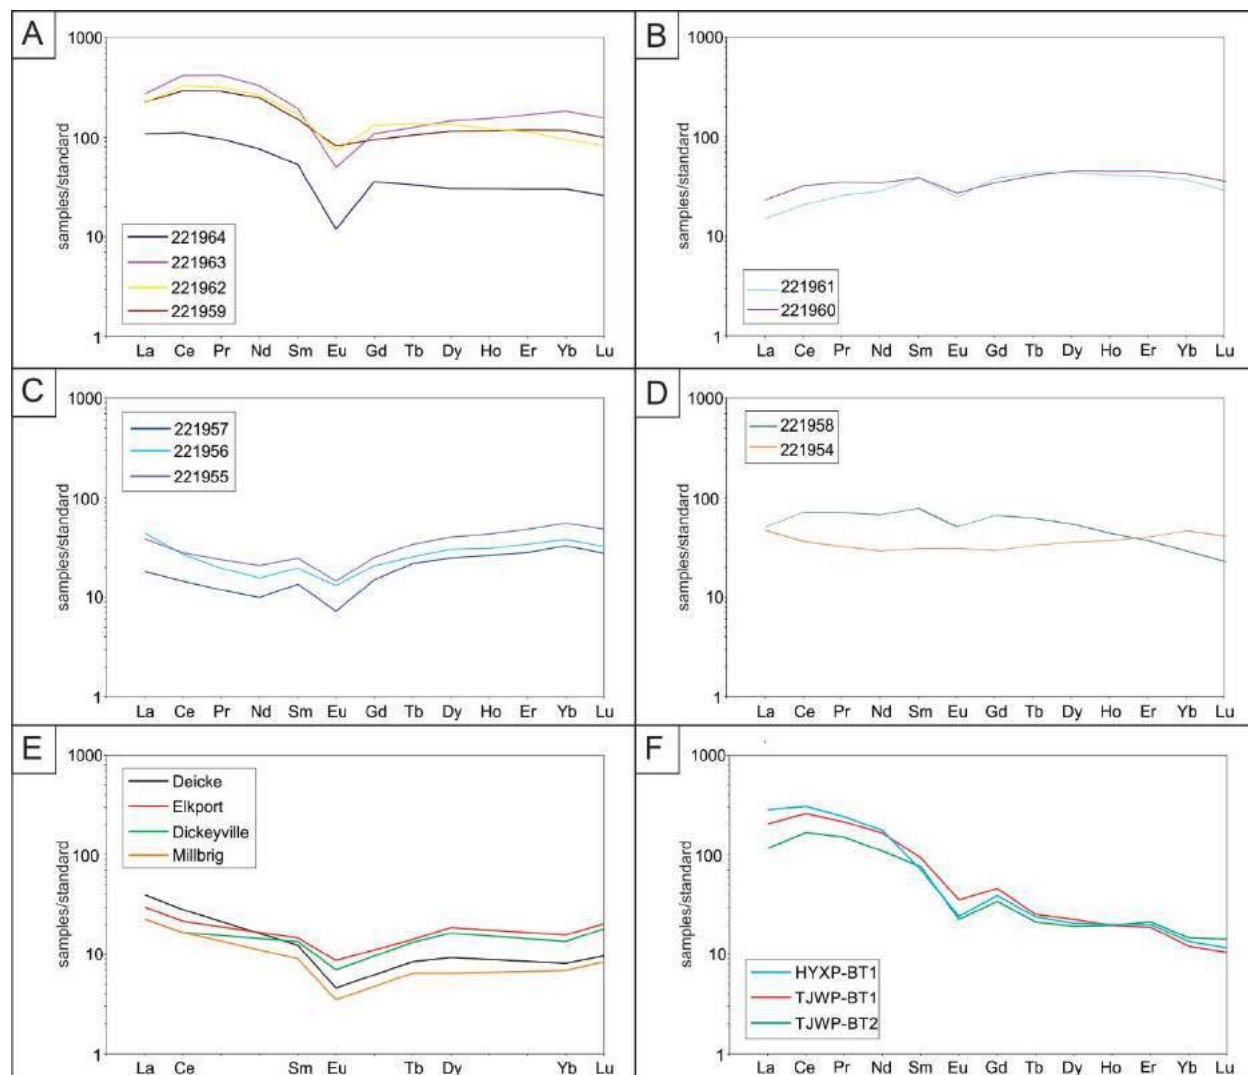 A
samples/standard
1000
100
10
1
221964
221963
221962
221959
La Ce Pr Nd Sm Eu Gd Tb Dy Ho Er Yb Lu
B
samples/standard
1000
100
10
1
221961
221960
La Ce Pr Nd Sm Eu Gd Tb Dy Ho Er Yb Lu
C
samples/standard
1000
100
10
1
221957
221956
221955
La Ce Pr Nd Sm Eu Gd Tb Dy Ho Er Yb Lu
D
samples/standard
1000
100
10
1
221958
221954
La Ce Pr Nd Sm Eu Gd Tb Dy Ho Er Yb Lu
E
samples/standard
1000
100
10
1
Deicke
Elkport
Dickeyville
Millbrig
La Ce Sm Eu Tb Dy Yb Lu
F
samples/standard
1000
100
10
1
HYXP-BT1
TJWP-BT1
TJWP-BT2
La Ce Pr Nd Sm Eu Gd Tb Dy Ho Er Yb Lu